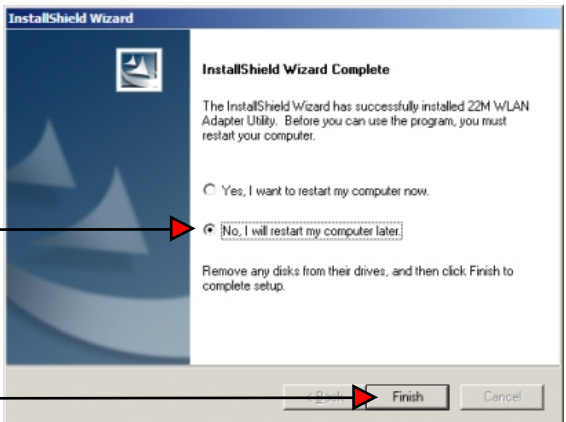 InstallShield Wizard
InstallShield Wizard Complete
The InstallShield Wizard has successfully installed 22M WLAN
Adapter Utility. Before you can use the program, you must
restart your computer.
Yes, I want to restart my computer now.
No, I will restart my computer later.
Remove any disks from their drives, and then click Finish to
complete setup.
< Back Finish Cancel